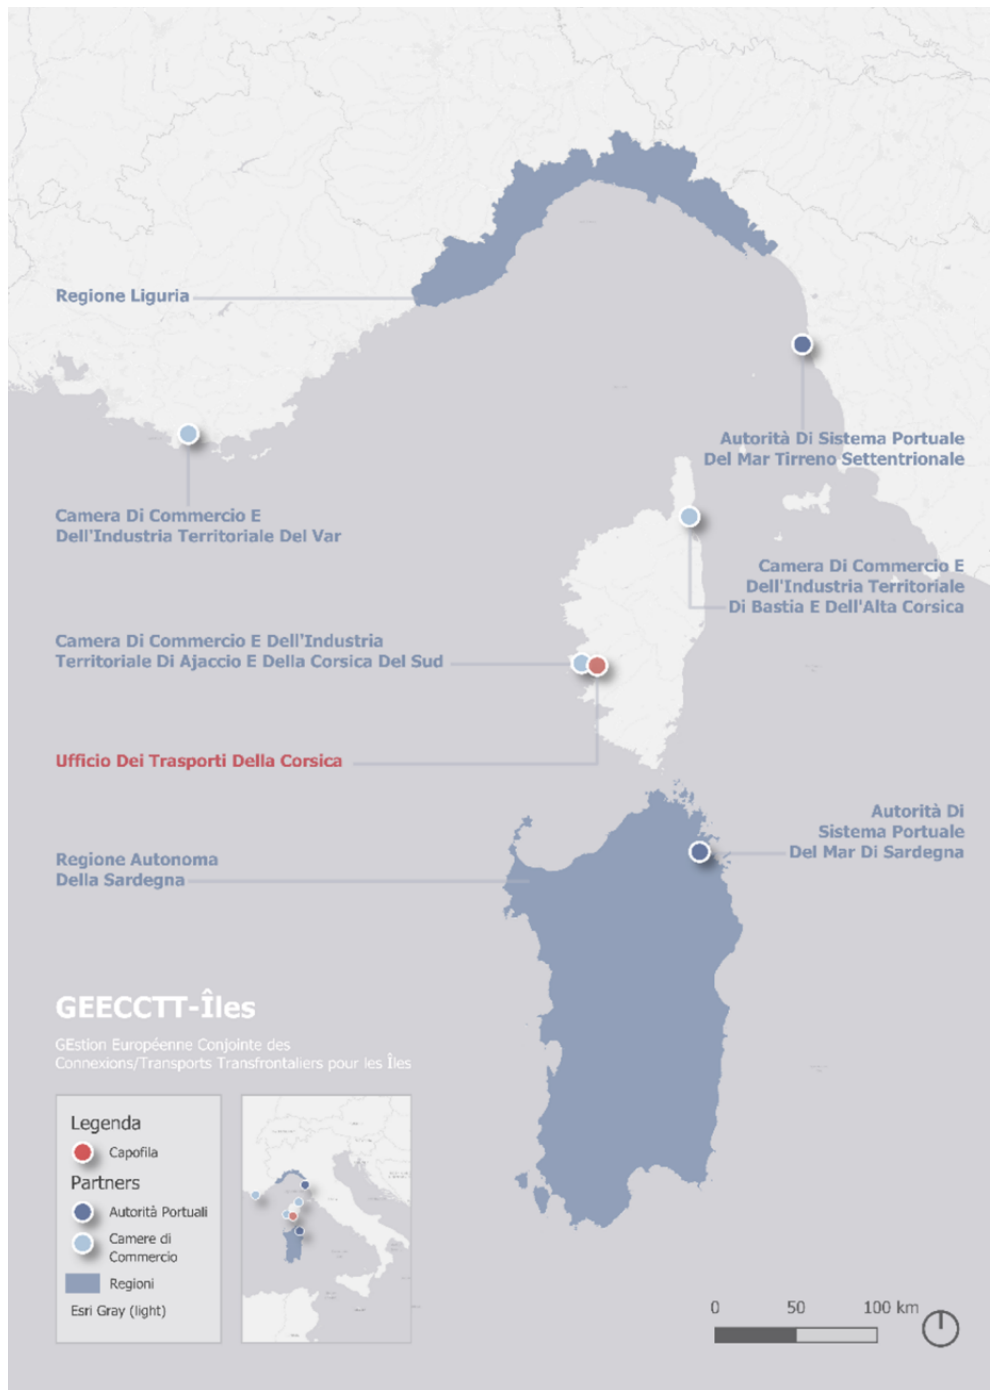 Regione Liguria
Autorità Di Sistema Portuale
Del Mar Tirreno Settentrionale
Camera Di Commercio E
Dell'Industria Territoriale Del Var
Camera Di Commercio E
Dell'Industria Territoriale
Di Bastia E Dell'Alta Corsica
Camera Di Commercio E Dell'Industria
Territoriale Di Ajaccio E Della Corsica Del Sud
Ufficio Dei Trasporti Della Corsica
Autorità Di
Sistema Portuale
Del Mar Di Sardegna
Regione Autonoma
Della Sardegna
GEECCTT-Îles
GEstion Européenne Conjointe des
Connexions/Transports Transfrontaliers pour les Îles
Legenda
Capofila
Partners
Autorità Portuali
Camere di
Commercio
Regioni
Esri Gray (light)
0 50 100 km